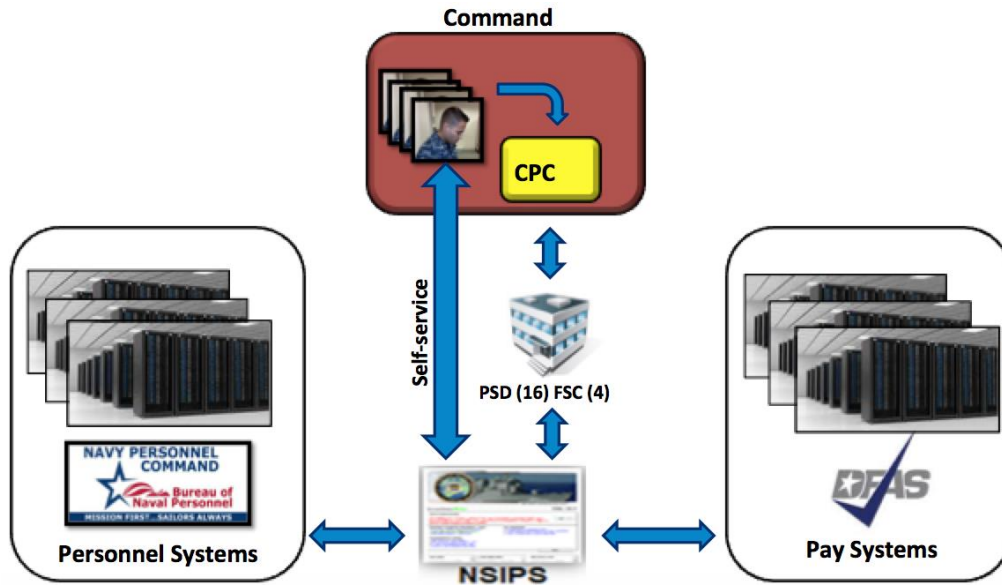 Command
CPC
Self-service
PSD (16) FSC (4)
NAVY PERSONNEL
COMMAND
Bureau of
Naval Personnel
MISSION FIRST...SAILORS ALWAYS
Personnel Systems
NSIPS
DFAS
Pay Systems